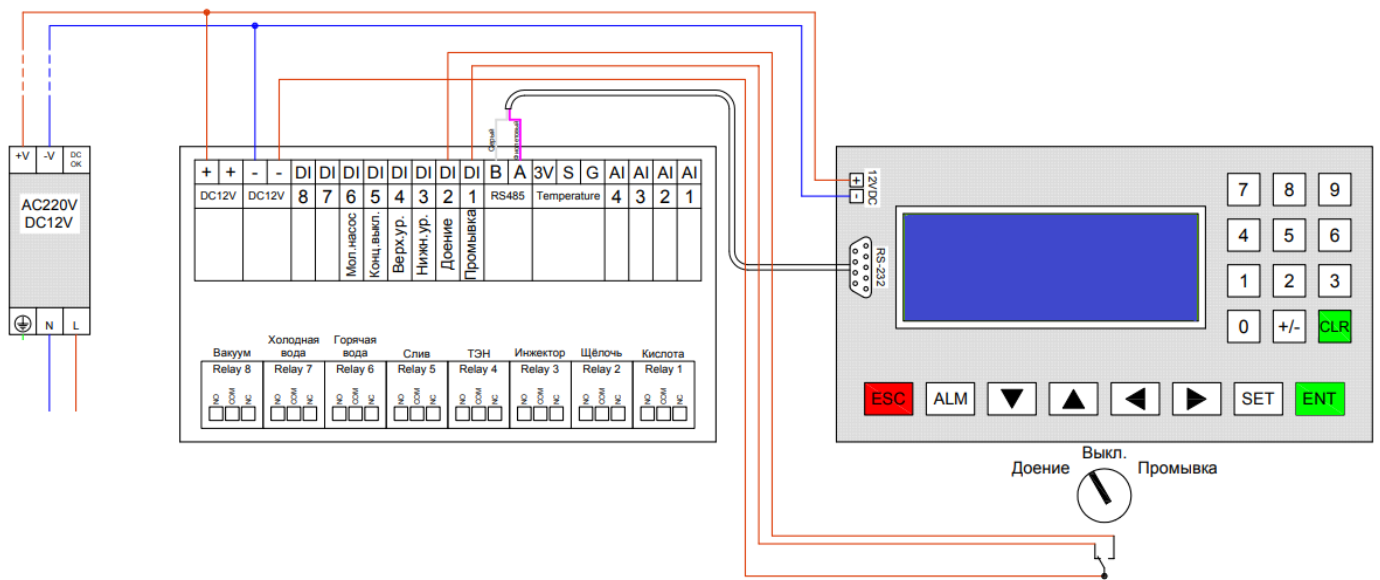 +V -V DC OK
AC220V
DC12V
N L
Серый
Фиолетовый
+ + - - DI DI DI DI DI DI DI DI B A 3V S G AI AI AI AI
DC12V DC12V 8 7 6 5 4 3 2 1 RS485 Temperature 4 3 2 1
Мол.насос
Конц.выкл.
Верх.ур.
Нижн.ур.
Доение
Промывка
Вакуум Холодная вода Горячая вода Слив ТЭН Инжектор Щёлочь Кислота
Relay 8 Relay 7 Relay 6 Relay 5 Relay 4 Relay 3 Relay 2 Relay 1
NO COM NC NO COM NC NO COM NC NO COM NC NO COM NC NO COM NC NO COM NC NO COM NC
+ -
12VDC
RS-232
7 8 9
4 5 6
1 2 3
0 +/- CLR
ESC ALM SET ENT
Выкл.
Доение Промывка